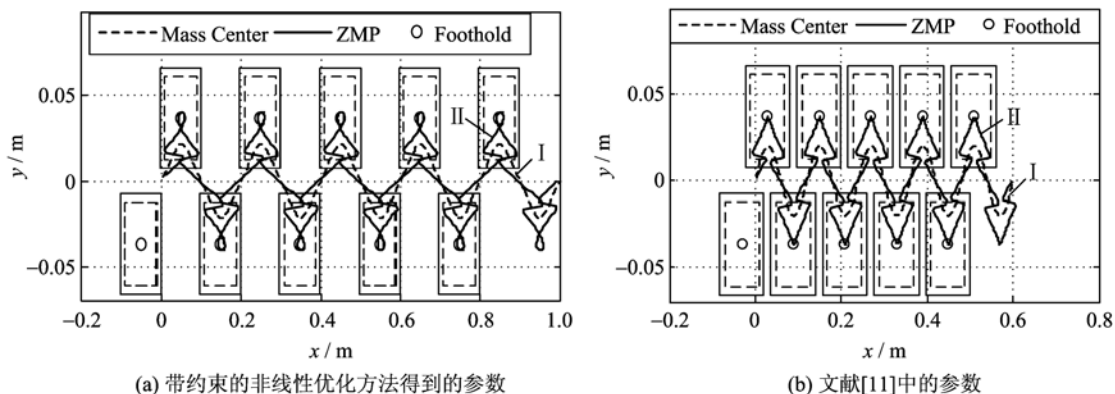 Mass Center ZMP Foothold
y / m
0.05
0
−0.05
−0.2 0 0.2 0.4 0.6 0.8 1.0
x / m
II
I
(a) 带约束的非线性优化方法得到的参数
Mass Center ZMP Foothold
y / m
0.05
0
−0.05
−0.2 0 0.2 0.4 0.6 0.8
x / m
II
I
(b) 文献[11]中的参数